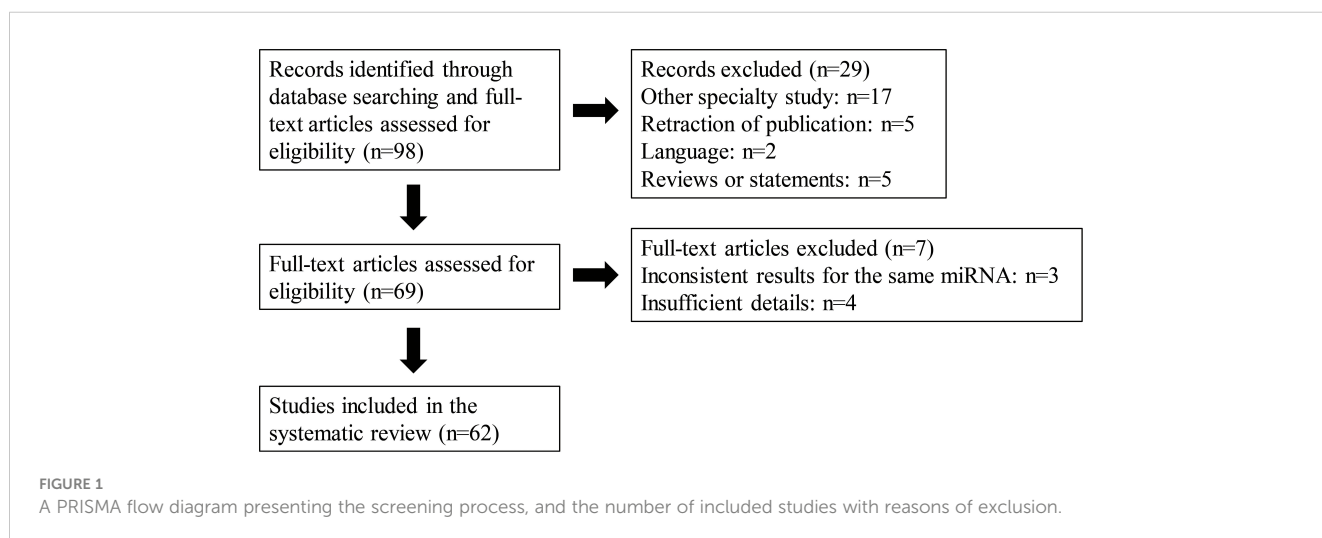 Records identified through
database searching and full-
text articles assessed for
eligibility (n=98)
Records excluded (n=29)
Other specialty study: n=17
Retraction of publication: n=5
Language: n=2
Reviews or statements: n=5
Full-text articles assessed for
eligibility (n=69)
Full-text articles excluded (n=7)
Inconsistent results for the same miRNA: n=3
Insufficient details: n=4
Studies included in the
systematic review (n=62)
FIGURE 1
A PRISMA flow diagram presenting the screening process, and the number of included studies with reasons of exclusion.